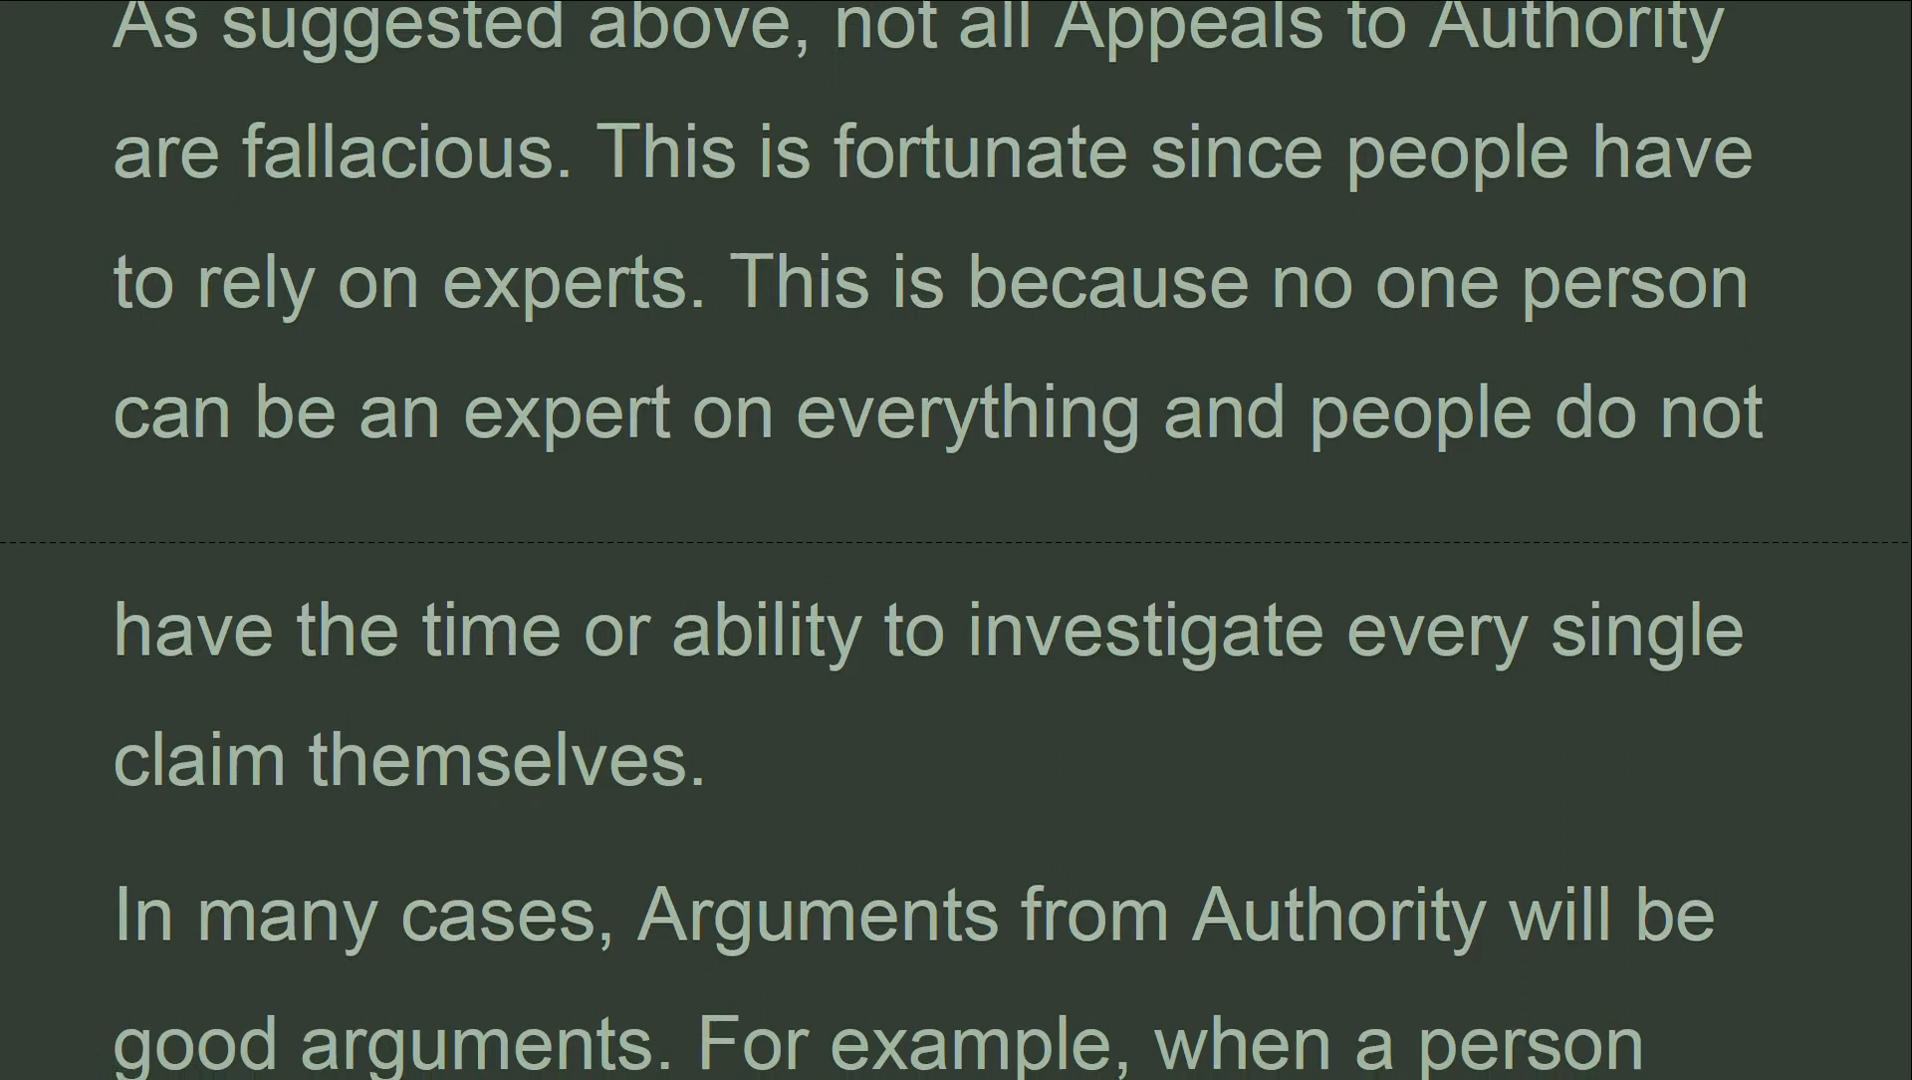 As suggested above, not all Appeals to Authority
are fallacious. This is fortunate since people have
to rely on experts. This is because no one person
can be an expert on everything and people do not
have the time or ability to investigate every single
claim themselves.
In many cases, Arguments from Authority will be
good arguments. For example, when a person